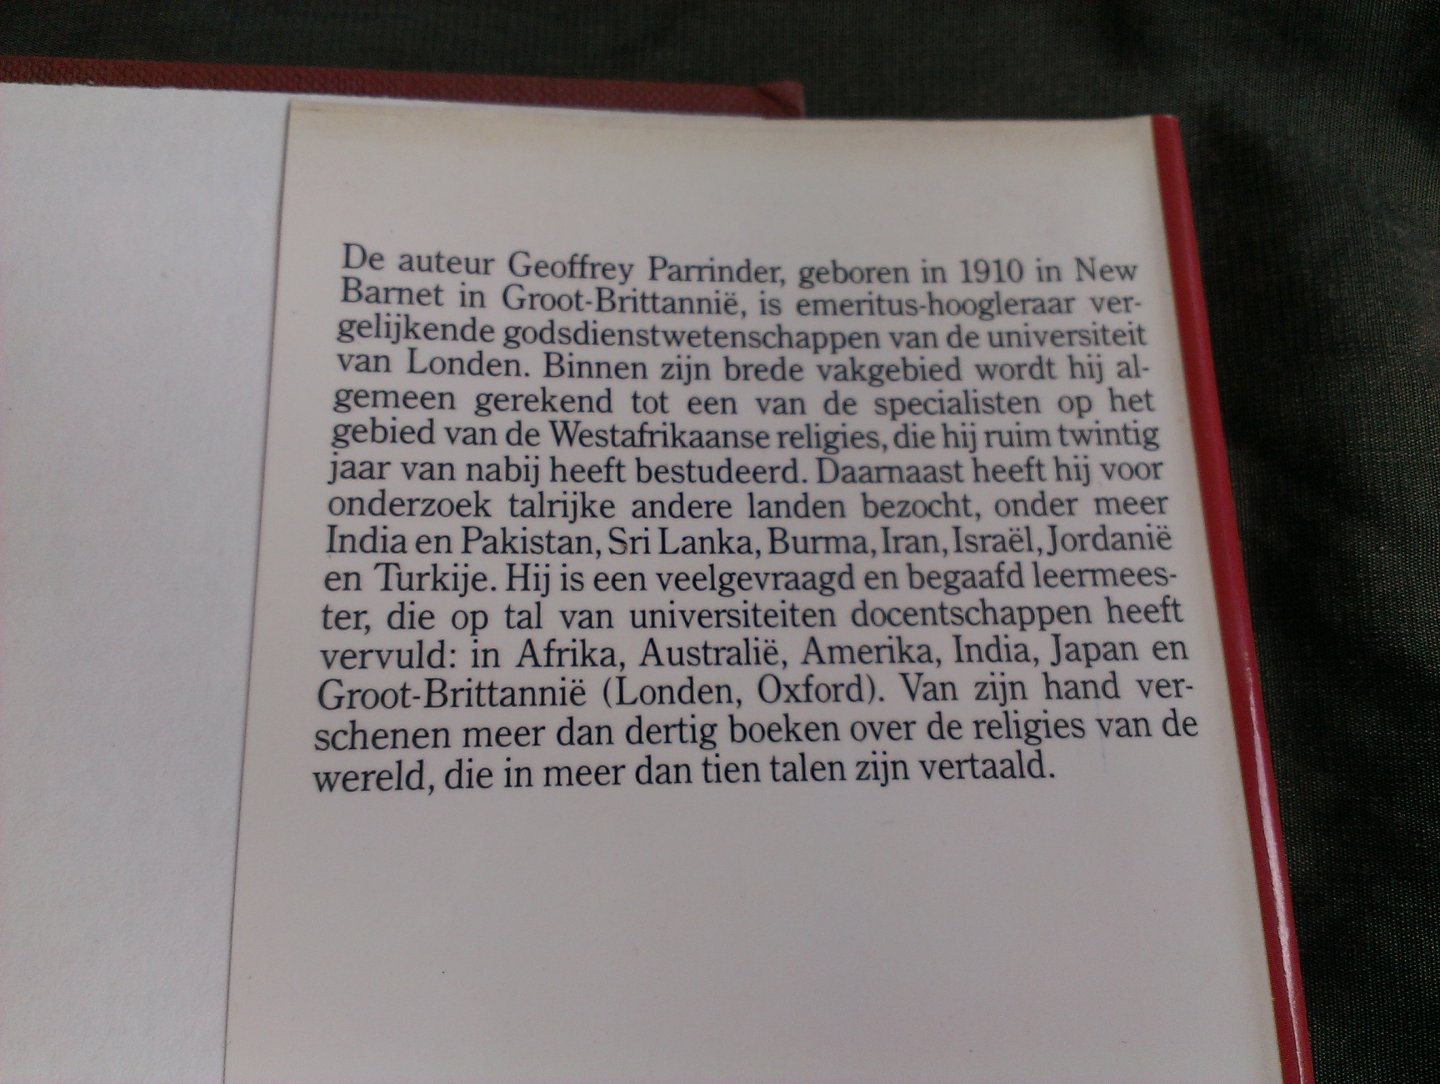 De auteur Geoffrey Parrinder, geboren in 1910 in New
Barnet in Groot-Brittannië, is emeritus-hoogleraar ver-
gelijkende godsdienstwetenschappen van de universiteit
van Londen. Binnen zijn brede vakgebied wordt hij al-
gemeen gerekend tot een van de specialisten op het
gebied van de Westafrikaanse religies, die hij ruim twintig
jaar van nabij heeft bestudeerd. Daarnaast heeft hij voor
onderzoek talrijke andere landen bezocht, onder meer
India en Pakistan, Sri Lanka, Burma, Iran, Israël, Jordanië
en Turkije. Hij is een veelgevraagd en begaafd leermees-
ter, die op tal van universiteiten docentschappen heeft
vervuld: in Afrika, Australië, Amerika, India, Japan en
Groot-Brittannië (Londen, Oxford). Van zijn hand ver-
schenen meer dan dertig boeken over de religies van de
wereld, die in meer dan tien talen zijn vertaald.